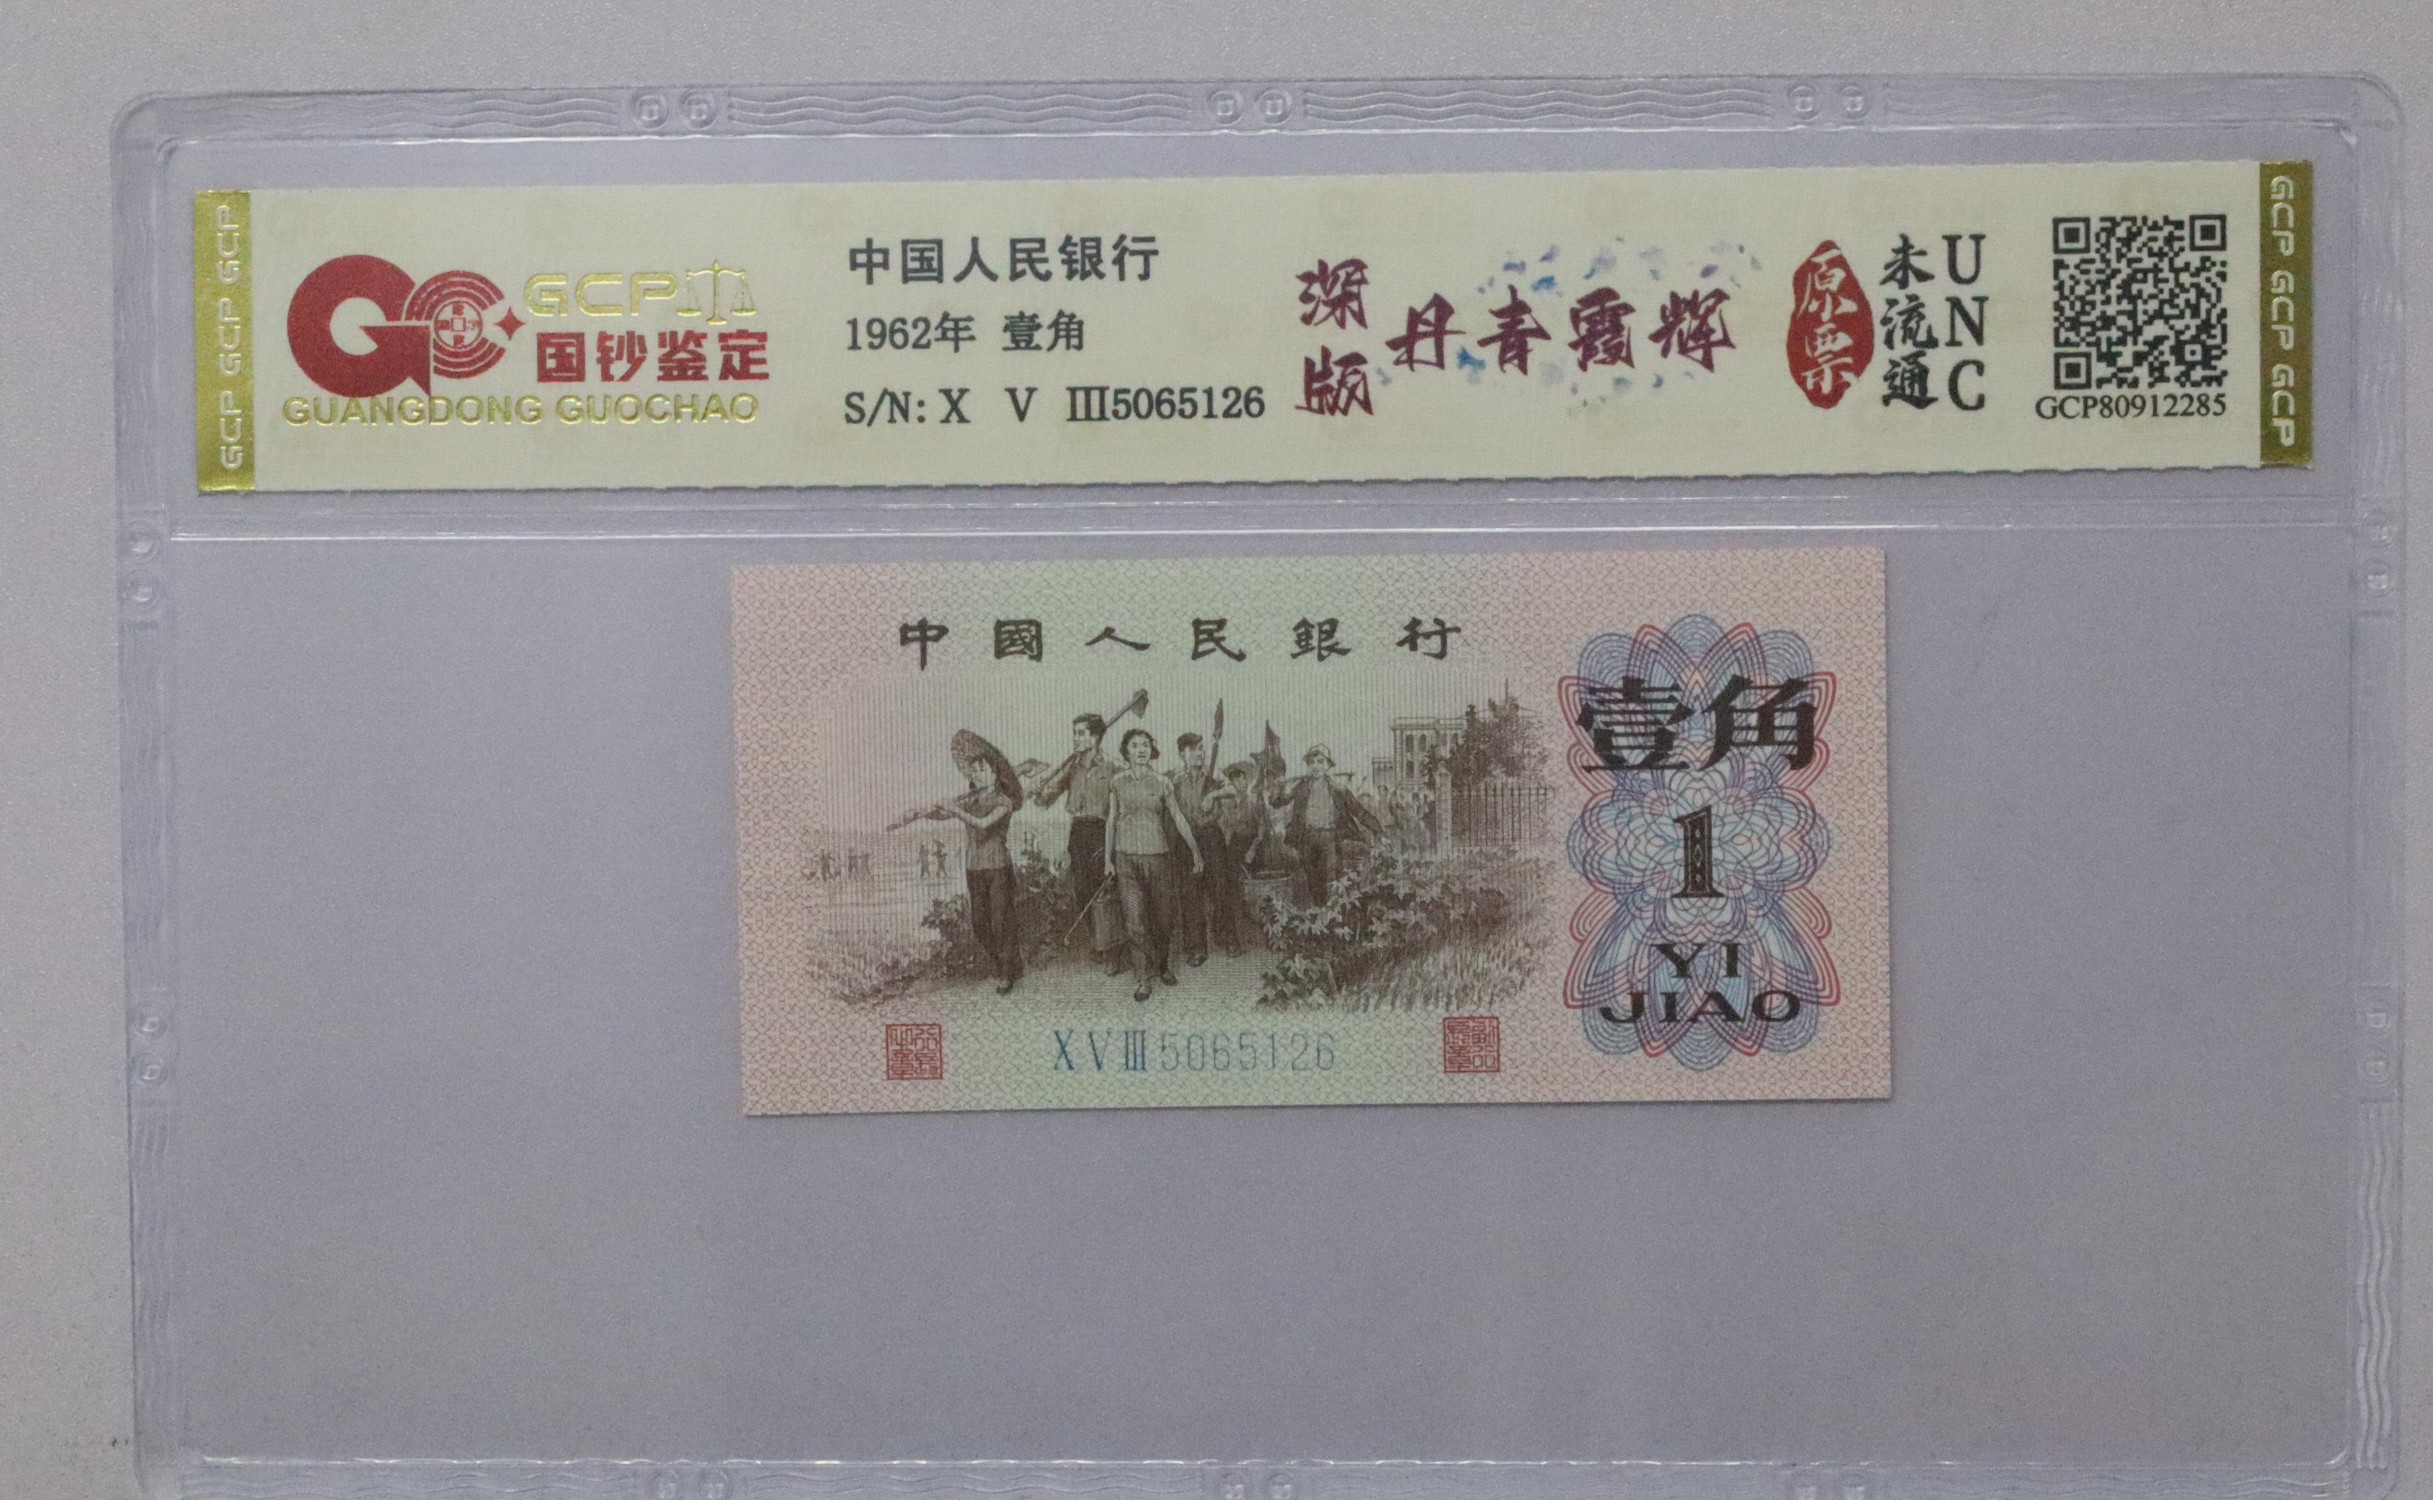 GCP GCP GCP
GCP
国钞鉴定
GUANGDONG GUOCHAO
中国人民银行
1962年 壹角
S/N: X V III5065126
深版
丹青霞辉
原票
未流通
UNC
GCP80912285
GCP GCP GCP
中國人民銀行
壹角
1
YI
JIAO
X V III 5065126